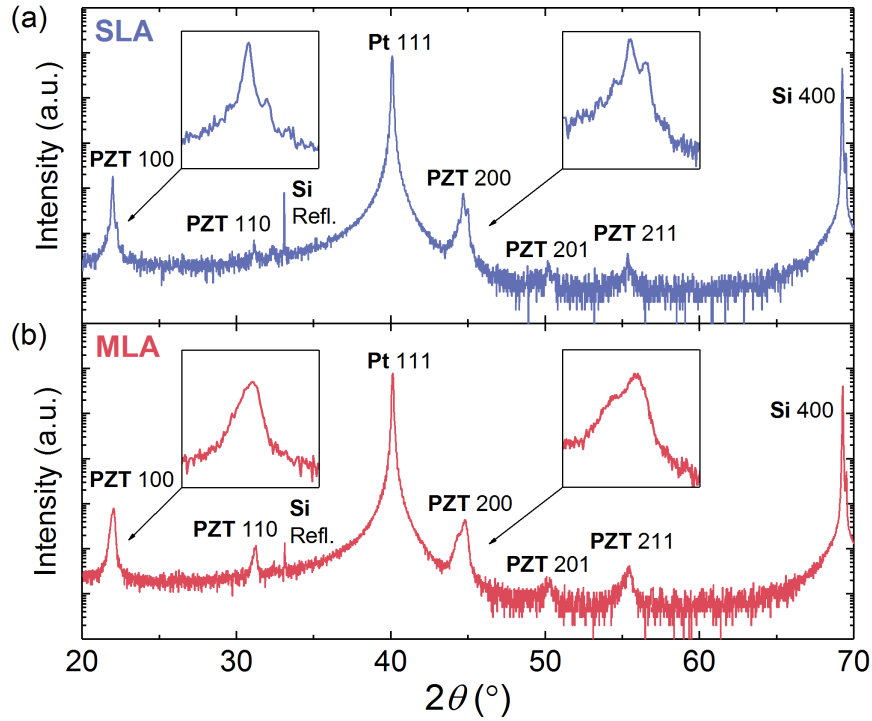 (a)
SLA
Intensity (a.u.)
PZT 100
PZT 110
Si
Refl.
Pt 111
PZT 200
PZT 201
PZT 211
Si 400
(b)
MLA
Intensity (a.u.)
PZT 100
PZT 110
Si
Refl.
Pt 111
PZT 200
PZT 201
PZT 211
Si 400
20 30 40 50 60 70
2θ (°)